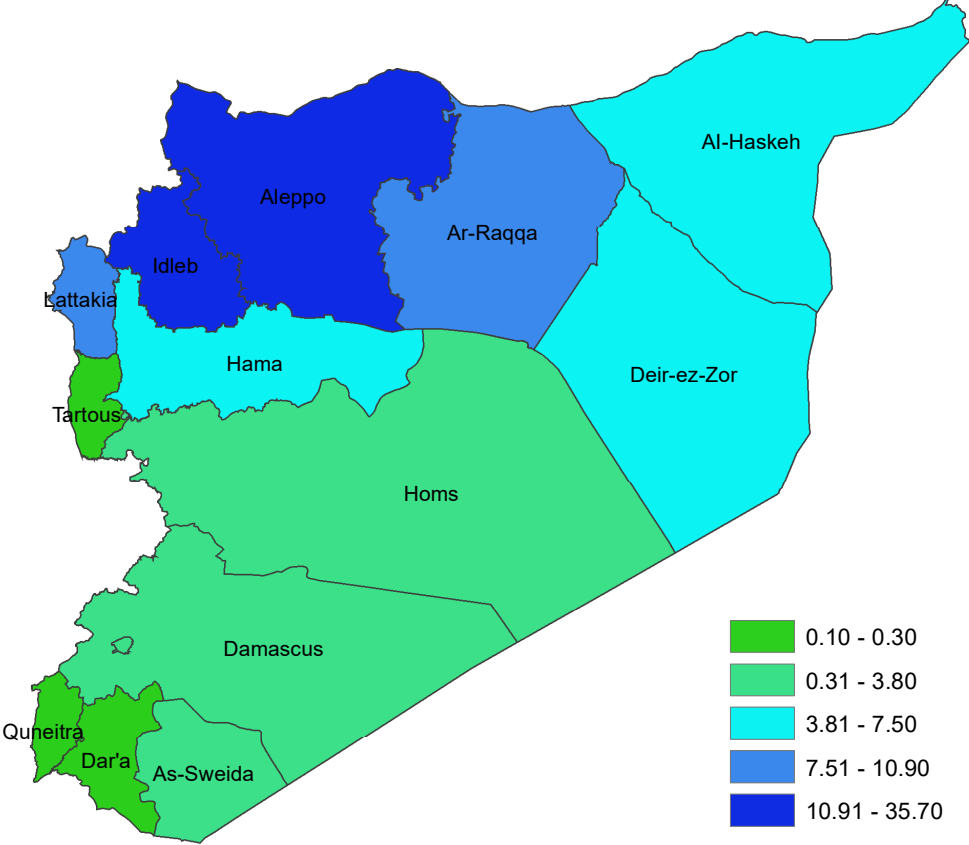 Al-Haskeh
Aleppo
Ar-Raqqa
Idleb
Lattakia
Hama
Deir-ez-Zor
Tartous
Homs
Damascus
Quneitra
Dar'a
As-Sweida
0.10 - 0.30
0.31 - 3.80
3.81 - 7.50
7.51 - 10.90
10.91 - 35.70